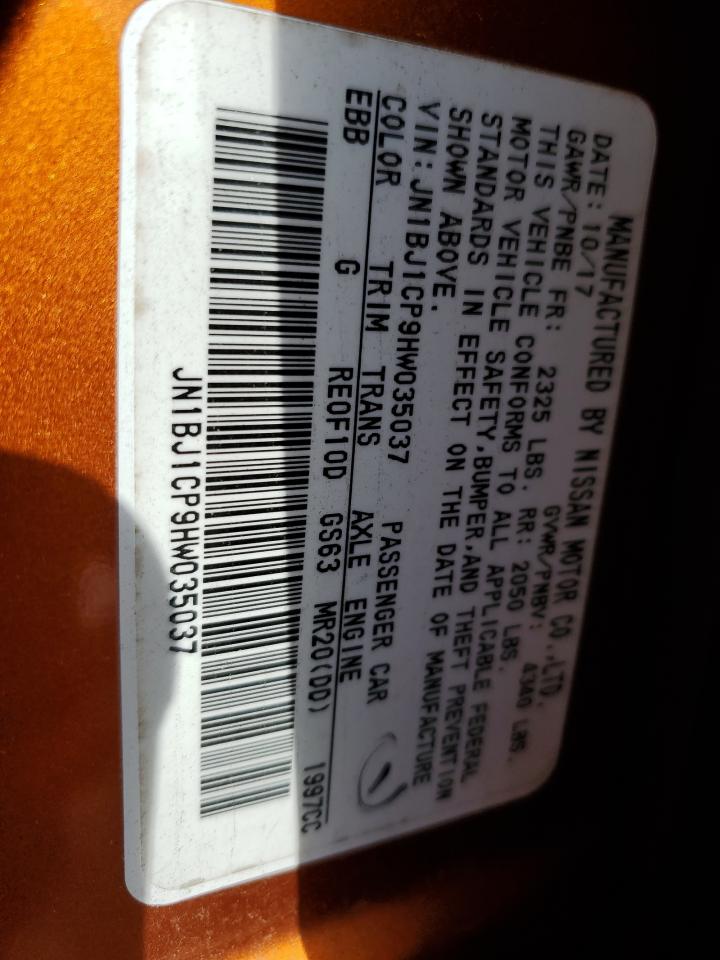 MANUFACTURED BY NISSAN MOTOR CO.,LTD.
DATE: 10/17 GVWR/PNBV: 4340 LBS.
GAWR/PNBE FR: 2325 LBS. RR: 2050 LBS.
THIS VEHICLE CONFORMS TO ALL APPLICABLE FEDERAL
MOTOR VEHICLE SAFETY,BUMPER,AND THEFT PREVENTION
STANDARDS IN EFFECT ON THE DATE OF MANUFACTURE
SHOWN ABOVE.
VIN:JN1BJ1CP9HW035037 PASSENGER CAR
COLOR TRIM TRANS AXLE ENGINE
EBB G RE0F10D GS63 MR20(DD) 1997CC
JN1BJ1CP9HW035037